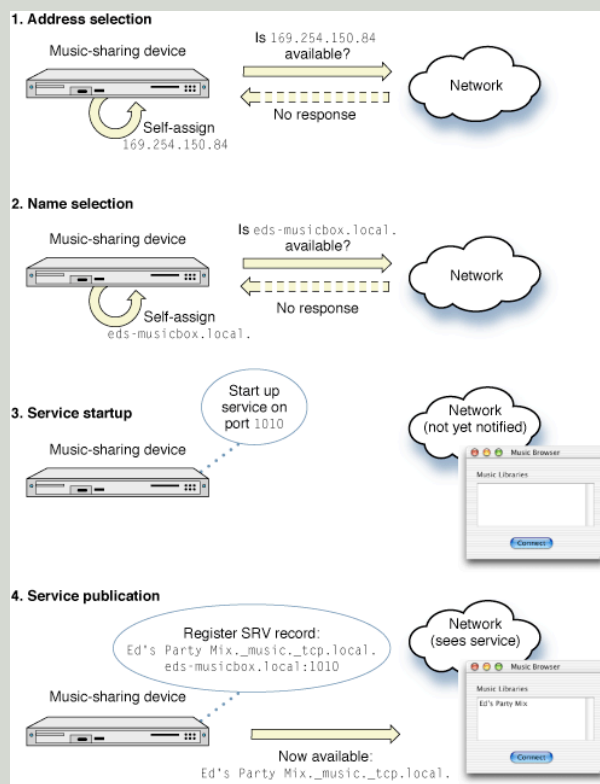 1. Address selection
Music-sharing device
Is 169.254.150.84
available?
Network
No response
Self-assign
169.254.150.84
2. Name selection
Music-sharing device
Is eds-musicbox.local.
available?
Network
No response
Self-assign
eds-musicbox.local.
Start up
service on
port 1010
3. Service startup
Music-sharing device
Network
(not yet notified)
Music Browser
Music Libraries
Connect
4. Service publication
Register SRV record:
Ed's Party Mix._music._tcp.local.
eds-musicbox.local:1010
Network
(sees service)
Music Browser
Music Libraries
Ed's Party Mix
Connect
Music-sharing device
Now available:
Ed's Party Mix._music._tcp.local.